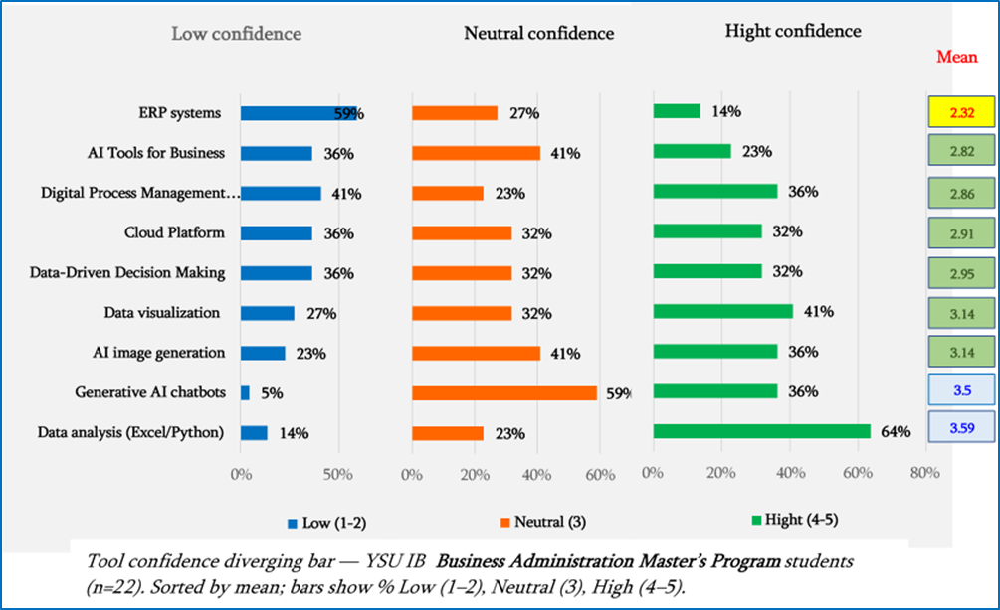 Low confidence Neutral confidence Hight confidence
Mean
ERP systems 59% 27% 14% 2.32
AI Tools for Business 36% 41% 23% 2.82
Digital Process Management… 41% 23% 36% 2.86
Cloud Platform 36% 32% 32% 2.91
Data-Driven Decision Making 36% 32% 32% 2.95
Data visualization 27% 32% 41% 3.14
AI image generation 23% 41% 36% 3.14
Generative AI chatbots 5% 59% 36% 3.5
Data analysis (Excel/Python) 14% 23% 64% 3.59
0% 50% 0% 20% 40% 60% 0% 20% 40% 60% 80%
Low (1-2) Neutral (3) Hight (4-5)
Tool confidence diverging bar — YSU IB Business Administration Master's Program students
(n=22). Sorted by mean; bars show % Low (1–2), Neutral (3), High (4–5).